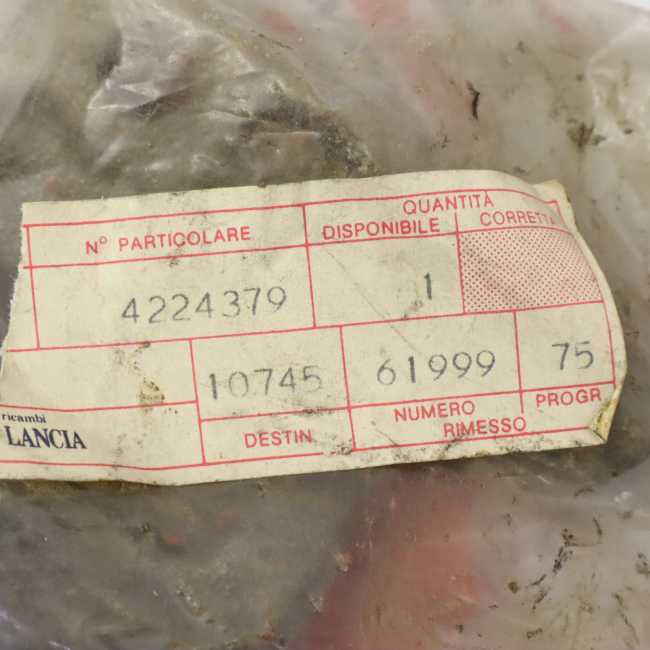 QUANTITÀ
N° PARTICOLARE DISPONIBILE CORRETTA
4224379 1
10745 61999 75
ricambi
LANCIA
DESTIN. NUMERO RIMESSO PROGR